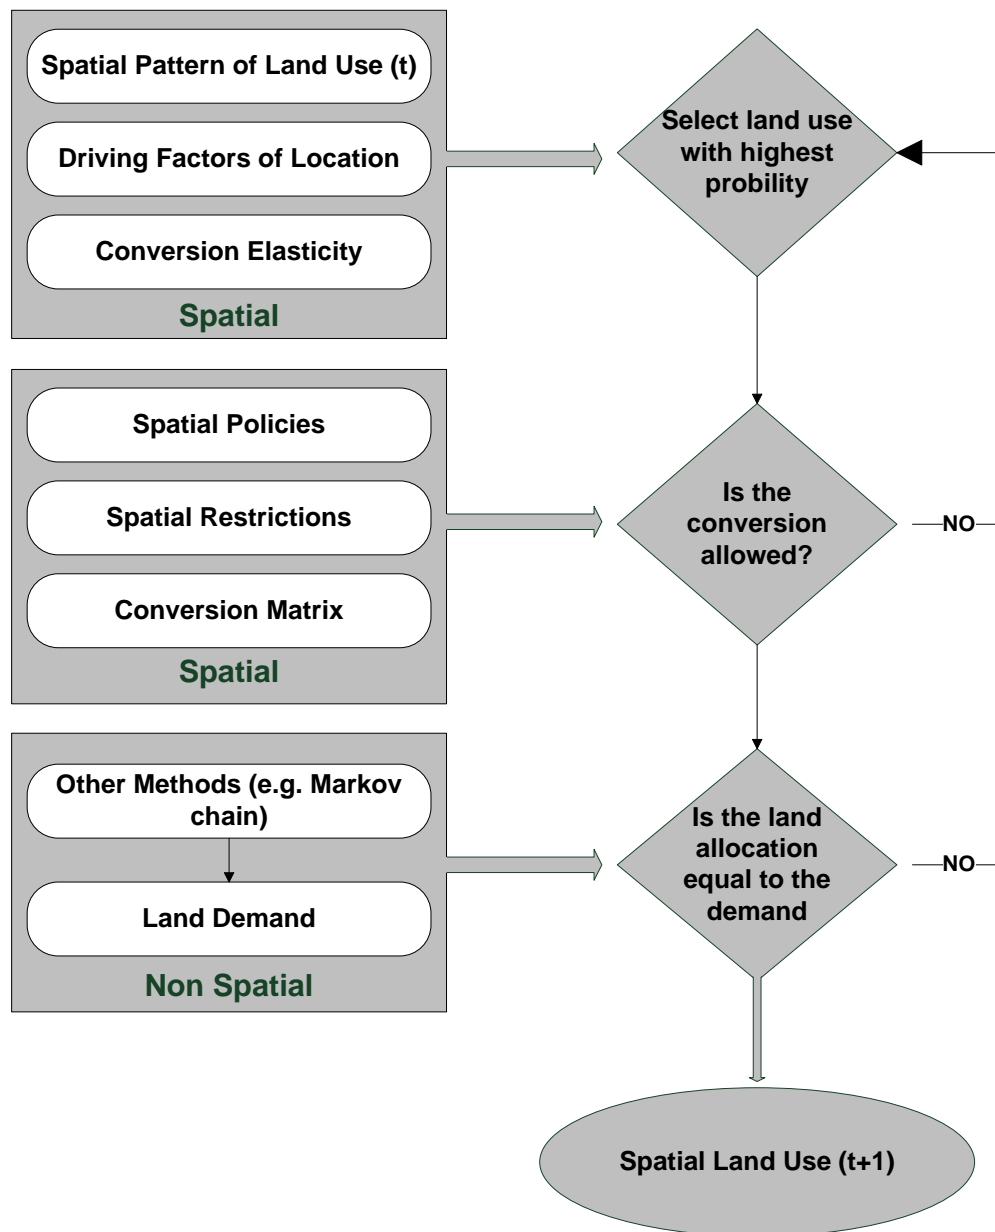 Spatial Pattern of Land Use (t)
Driving Factors of Location
Conversion Elasticity
Spatial
Select land use
with highest
probility
Spatial Policies
Spatial Restrictions
Conversion Matrix
Spatial
Is the
conversion
allowed?
NO
Other Methods (e.g. Markov
chain)
Land Demand
Non Spatial
Is the land
allocation
equal to the
demand
NO
Spatial Land Use (t+1)